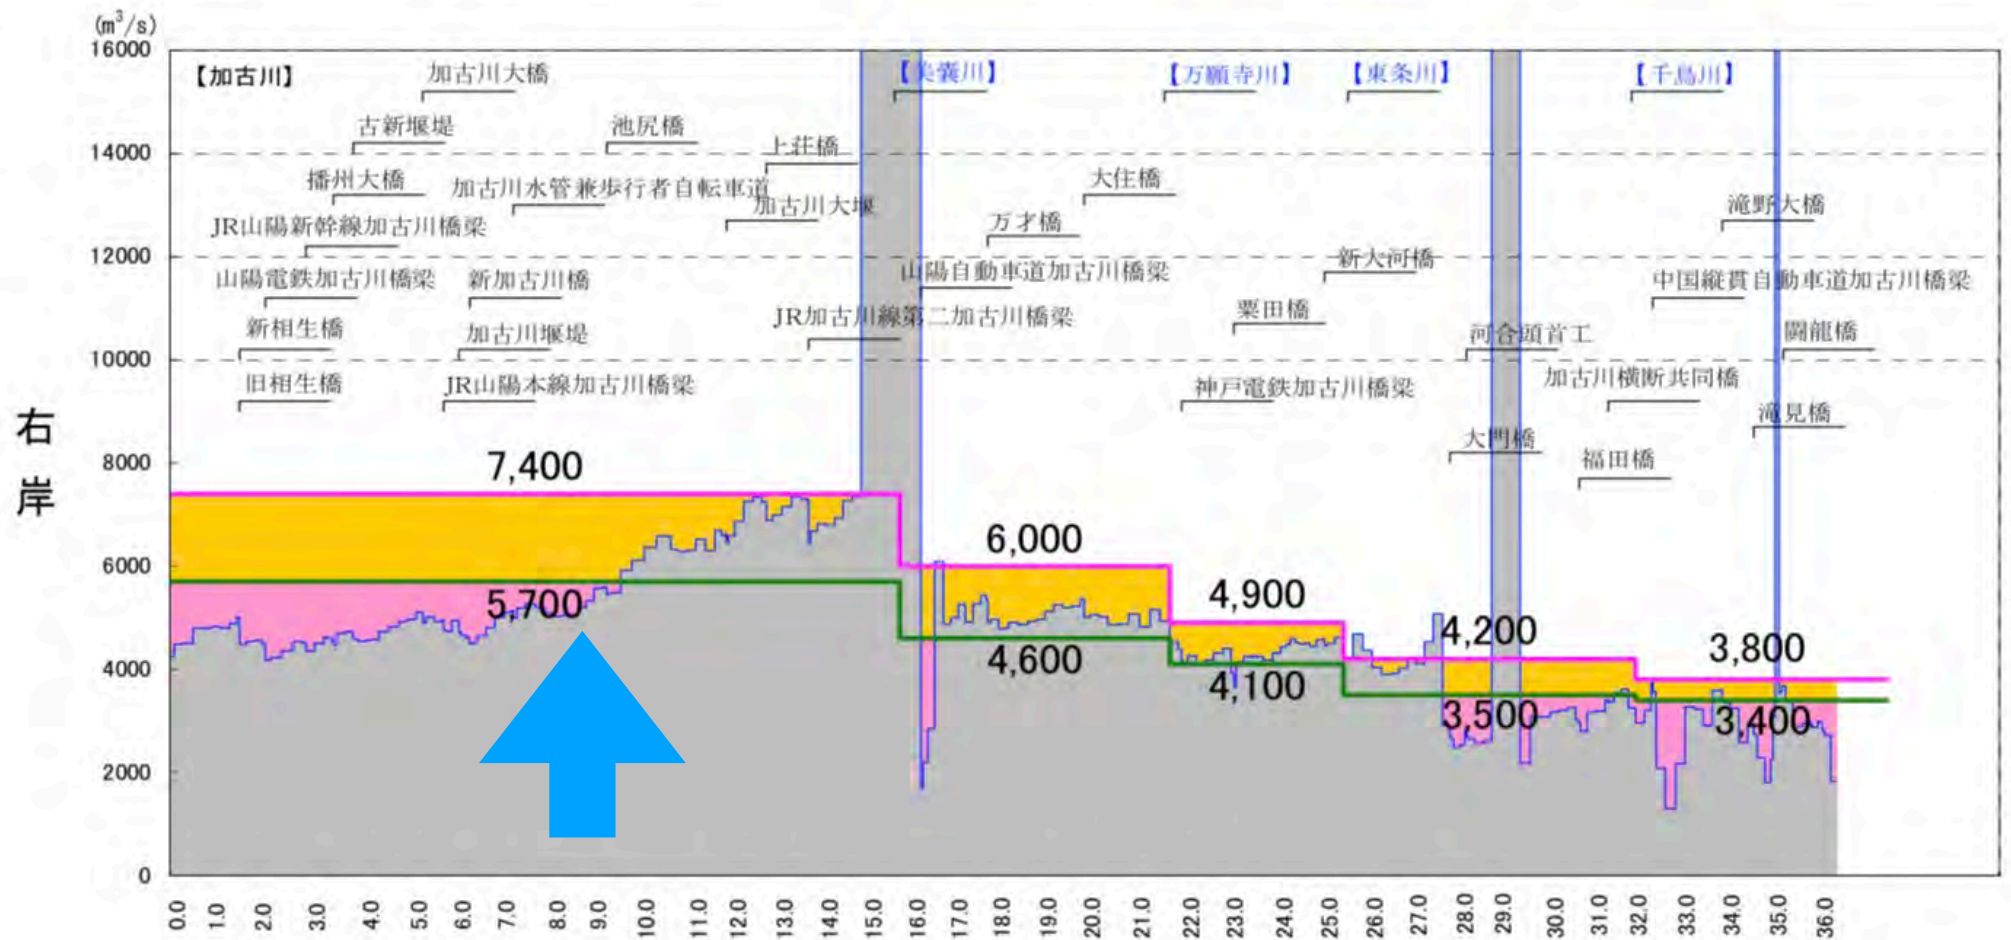 (m³/s)
16000
14000
12000
10000
8000
6000
4000
2000
0
右岸
【加古川】
加古川大橋
古新堰堤
播州大橋
JR山陽新幹線加古川橋梁
山陽電鉄加古川橋梁
新相生橋
旧相生橋
池尻橋
加古川水管兼歩行者自転車道
新加古川橋
加古川堰堤
JR山陽本線加古川橋梁
上荘橋
加古川大堰
JR加古川線第二加古川橋梁
【美嚢川】
万才橋
山陽自動車道加古川橋梁
大住橋
【万願寺川】
粟田橋
神戸電鉄加古川橋梁
【東条川】
新大河橋
河合頭首工
大門橋
【千鳥川】
滝野大橋
中国縦貫自動車道加古川橋梁
闘龍橋
加古川横断共同橋
滝見橋
福田橋
7,400
5,700
6,000
4,600
4,900
4,100
4,200
3,500
3,800
3,400
0.0 1.0 2.0 3.0 4.0 5.0 6.0 7.0 8.0 9.0 10.0 11.0 12.0 13.0 14.0 15.0 16.0 17.0 18.0 19.0 20.0 21.0 22.0 23.0 24.0 25.0 26.0 27.0 28.0 29.0 30.0 31.0 32.0 33.0 34.0 35.0 36.0